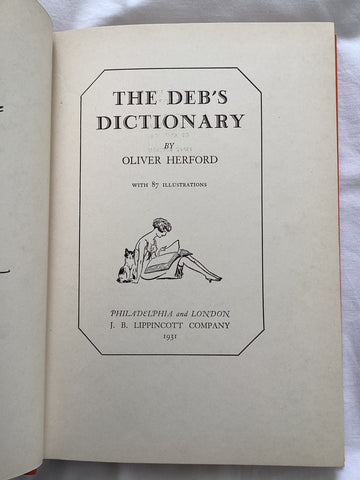 THE DEB'S
DICTIONARY
BY
OLIVER HERFORD
WITH 87 ILLUSTRATIONS
PHILADELPHIA and LONDON
J. B. LIPPINCOTT COMPANY
1931